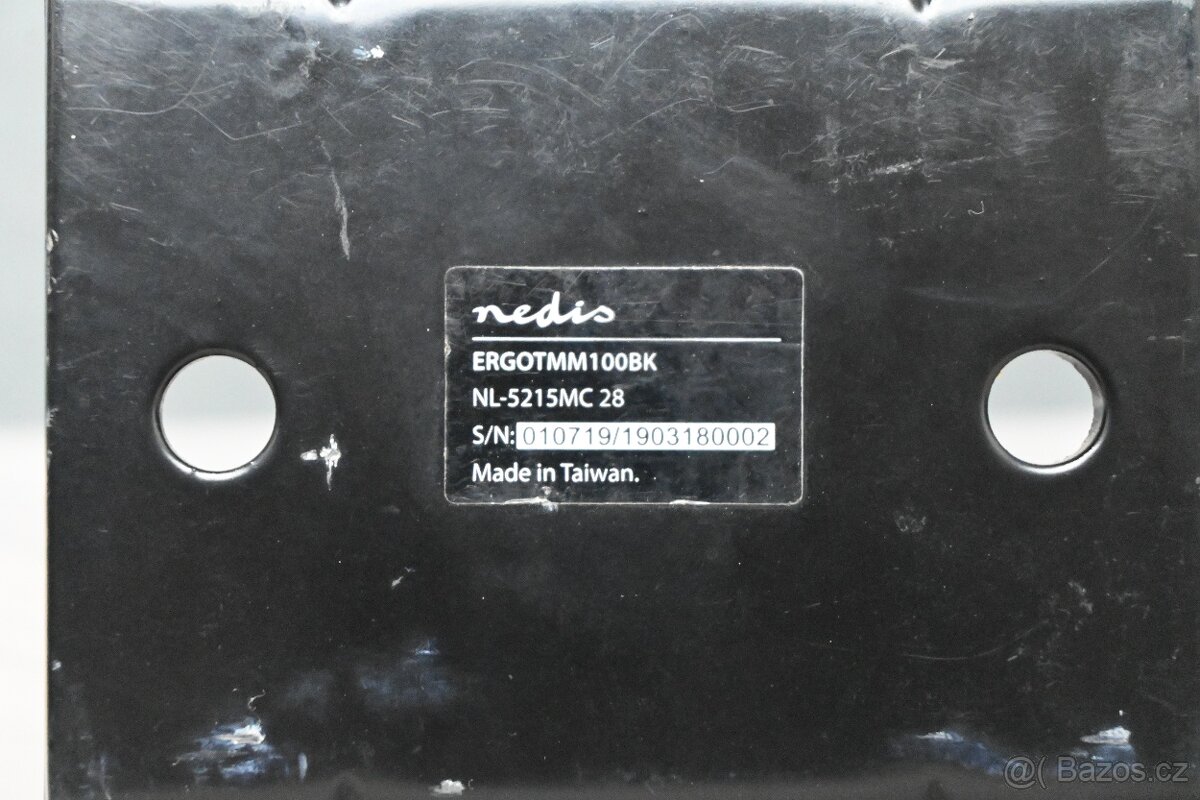 nedis
ERGOTMM100BK
NL-5215MC 28
S/N: 010719/1903180002
Made in Taiwan.
@( Bazos.cz